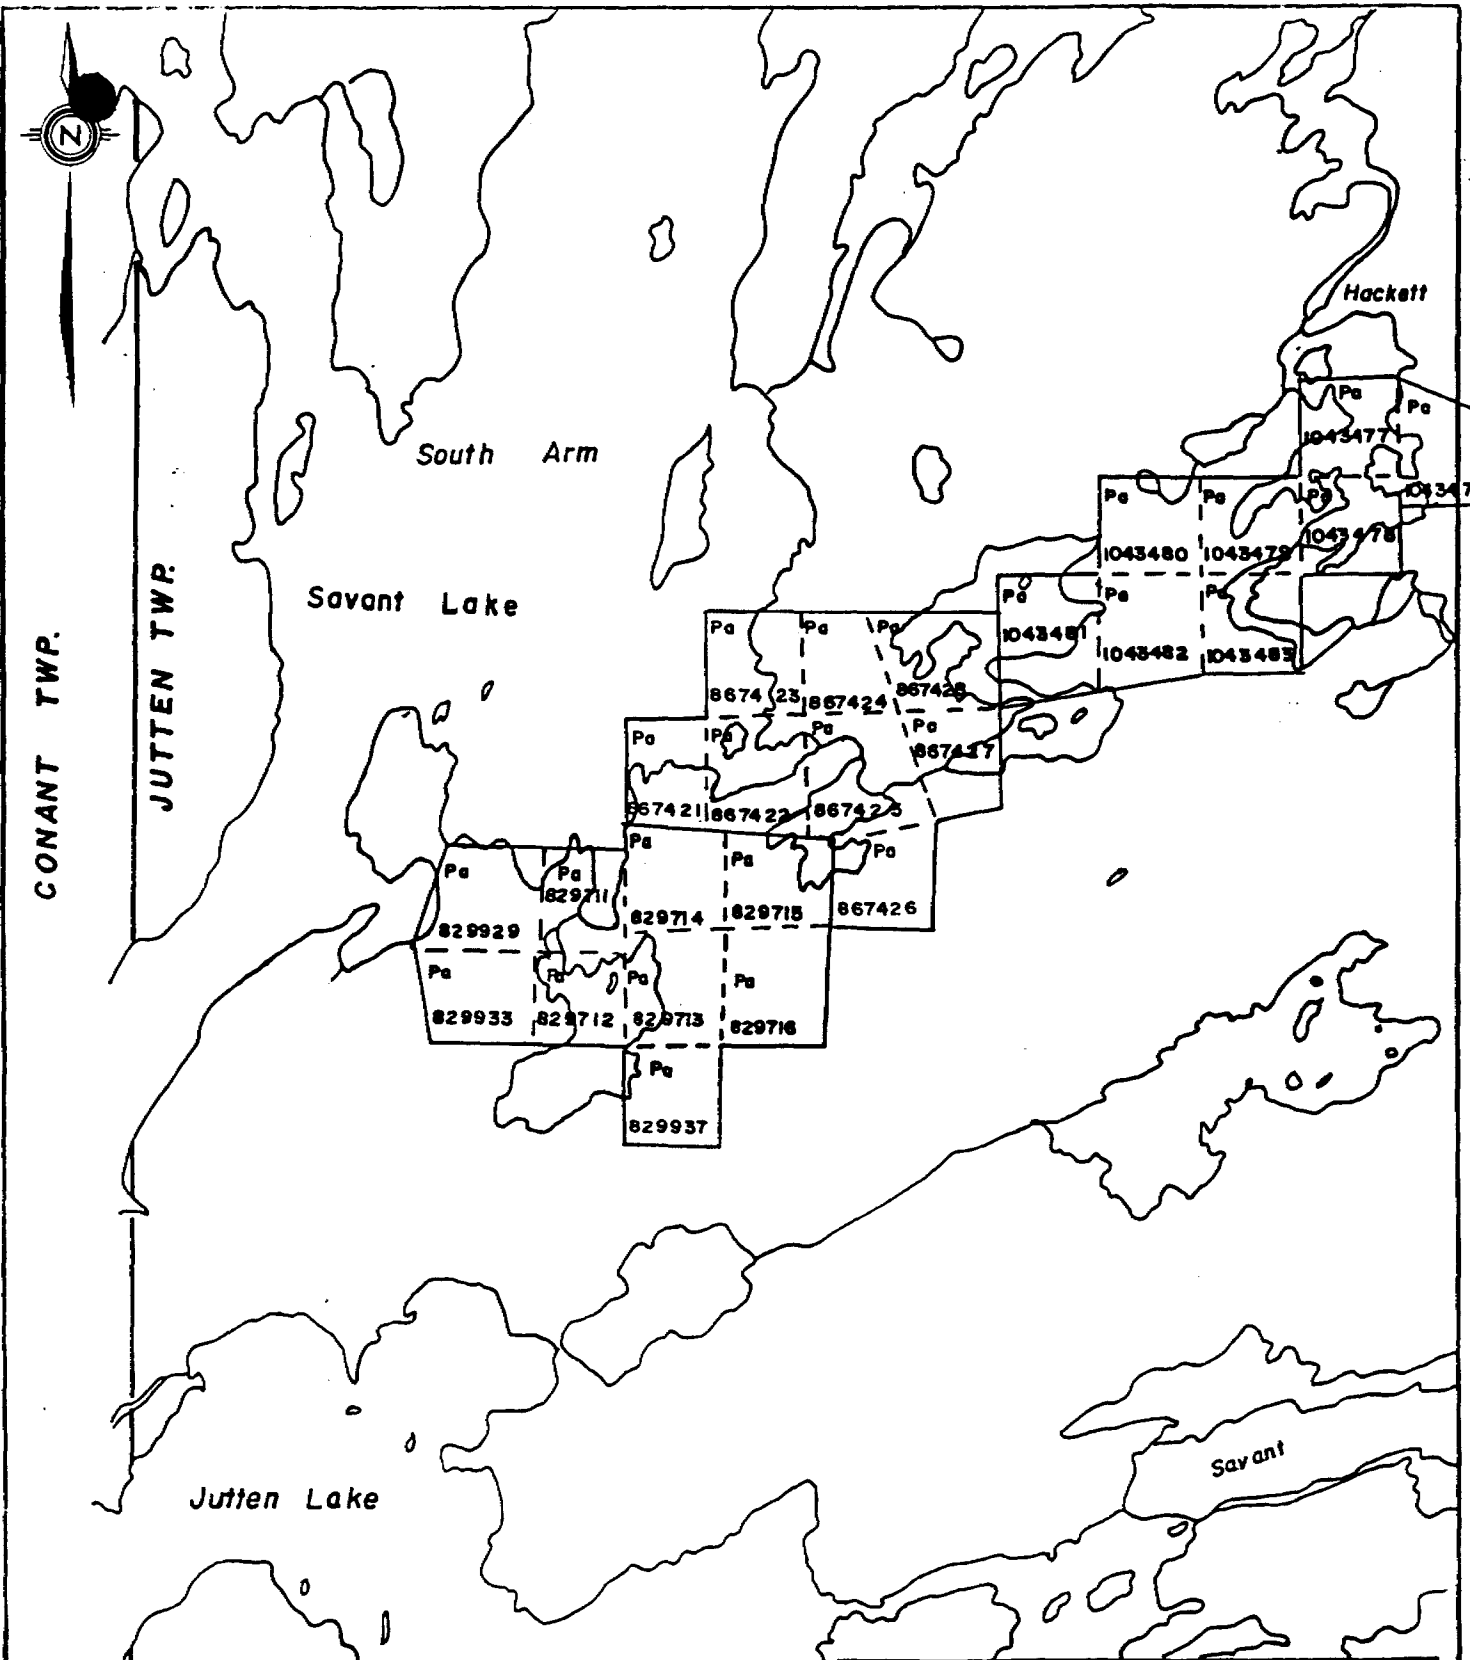 N
Hackett
Pa
Pa
1043477
South Arm
Pa
Pa
Pa
1043480
1043479
1043478
JUTTEN TWP.
Savant Lake
CONANT TWP.
Pa
Pa
Pa
1043481
1043482
1043483
Pa
Pa
Pa
867423
867424
Pa
Pa
Pa
Pa
867427
867421
867422
Pa
Pa
Pa
Pa
Pa
829711
829714
829715
867426
829929
Pa
Pa
Pa
Pa
829933
829712
829713
829716
Pa
829937
Savant
Jutten Lake